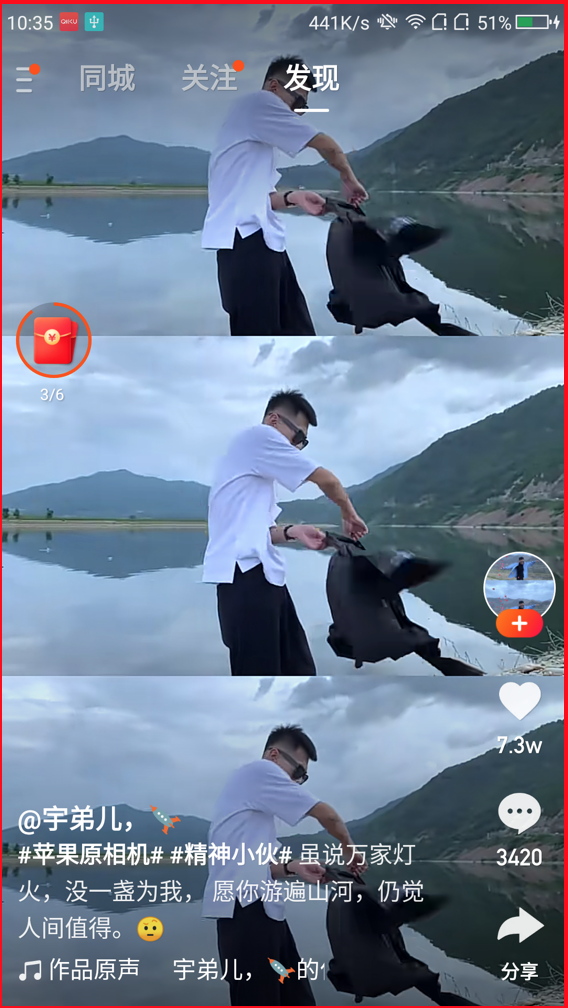 10:35 QiKU 441K/s 51%
同城 关注 发现
3/6
7.3w
@宇弟儿，🚀
#苹果原相机# #精神小伙# 虽说万家灯
3420
火，没一盏为我， 愿你游遍山河，仍觉
人间值得。🤨
作品原声 宇弟儿，🚀的
分享